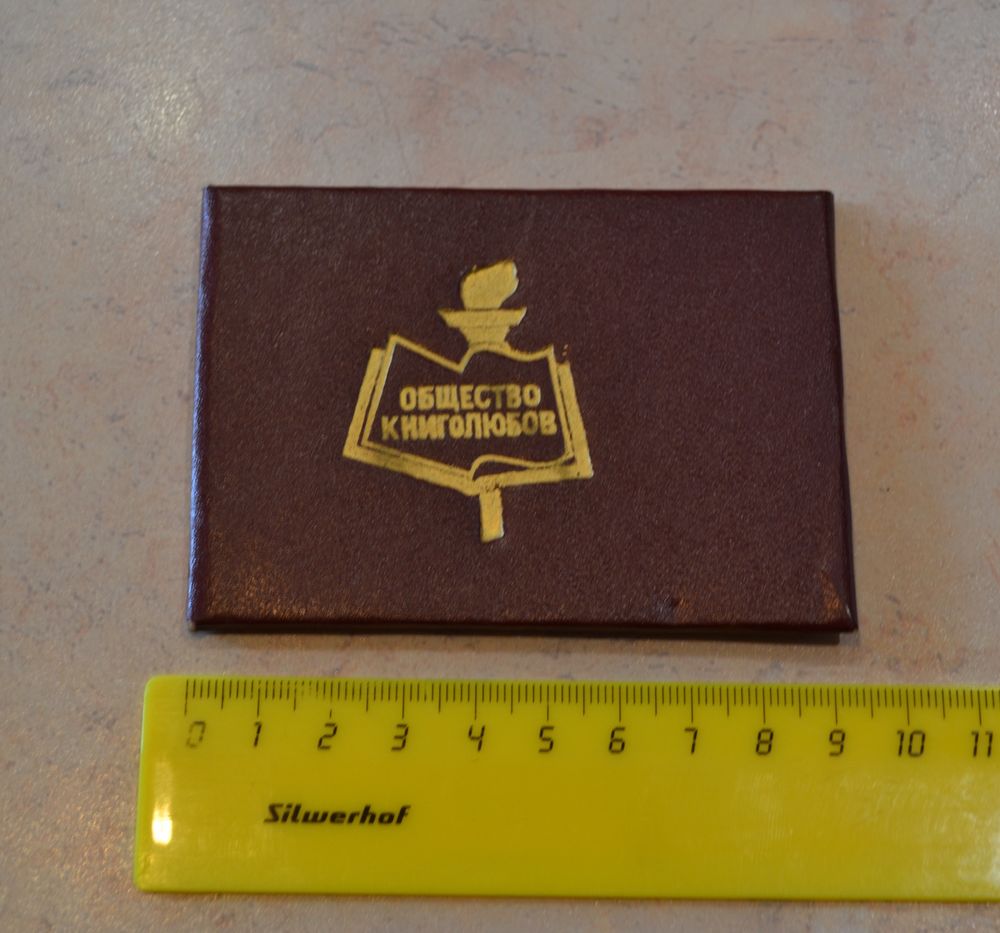 ОБЩЕСТВО
КНИГОЛЮБОВ
0 1 2 3 4 5 6 7 8 9 10 11
Silwerhof